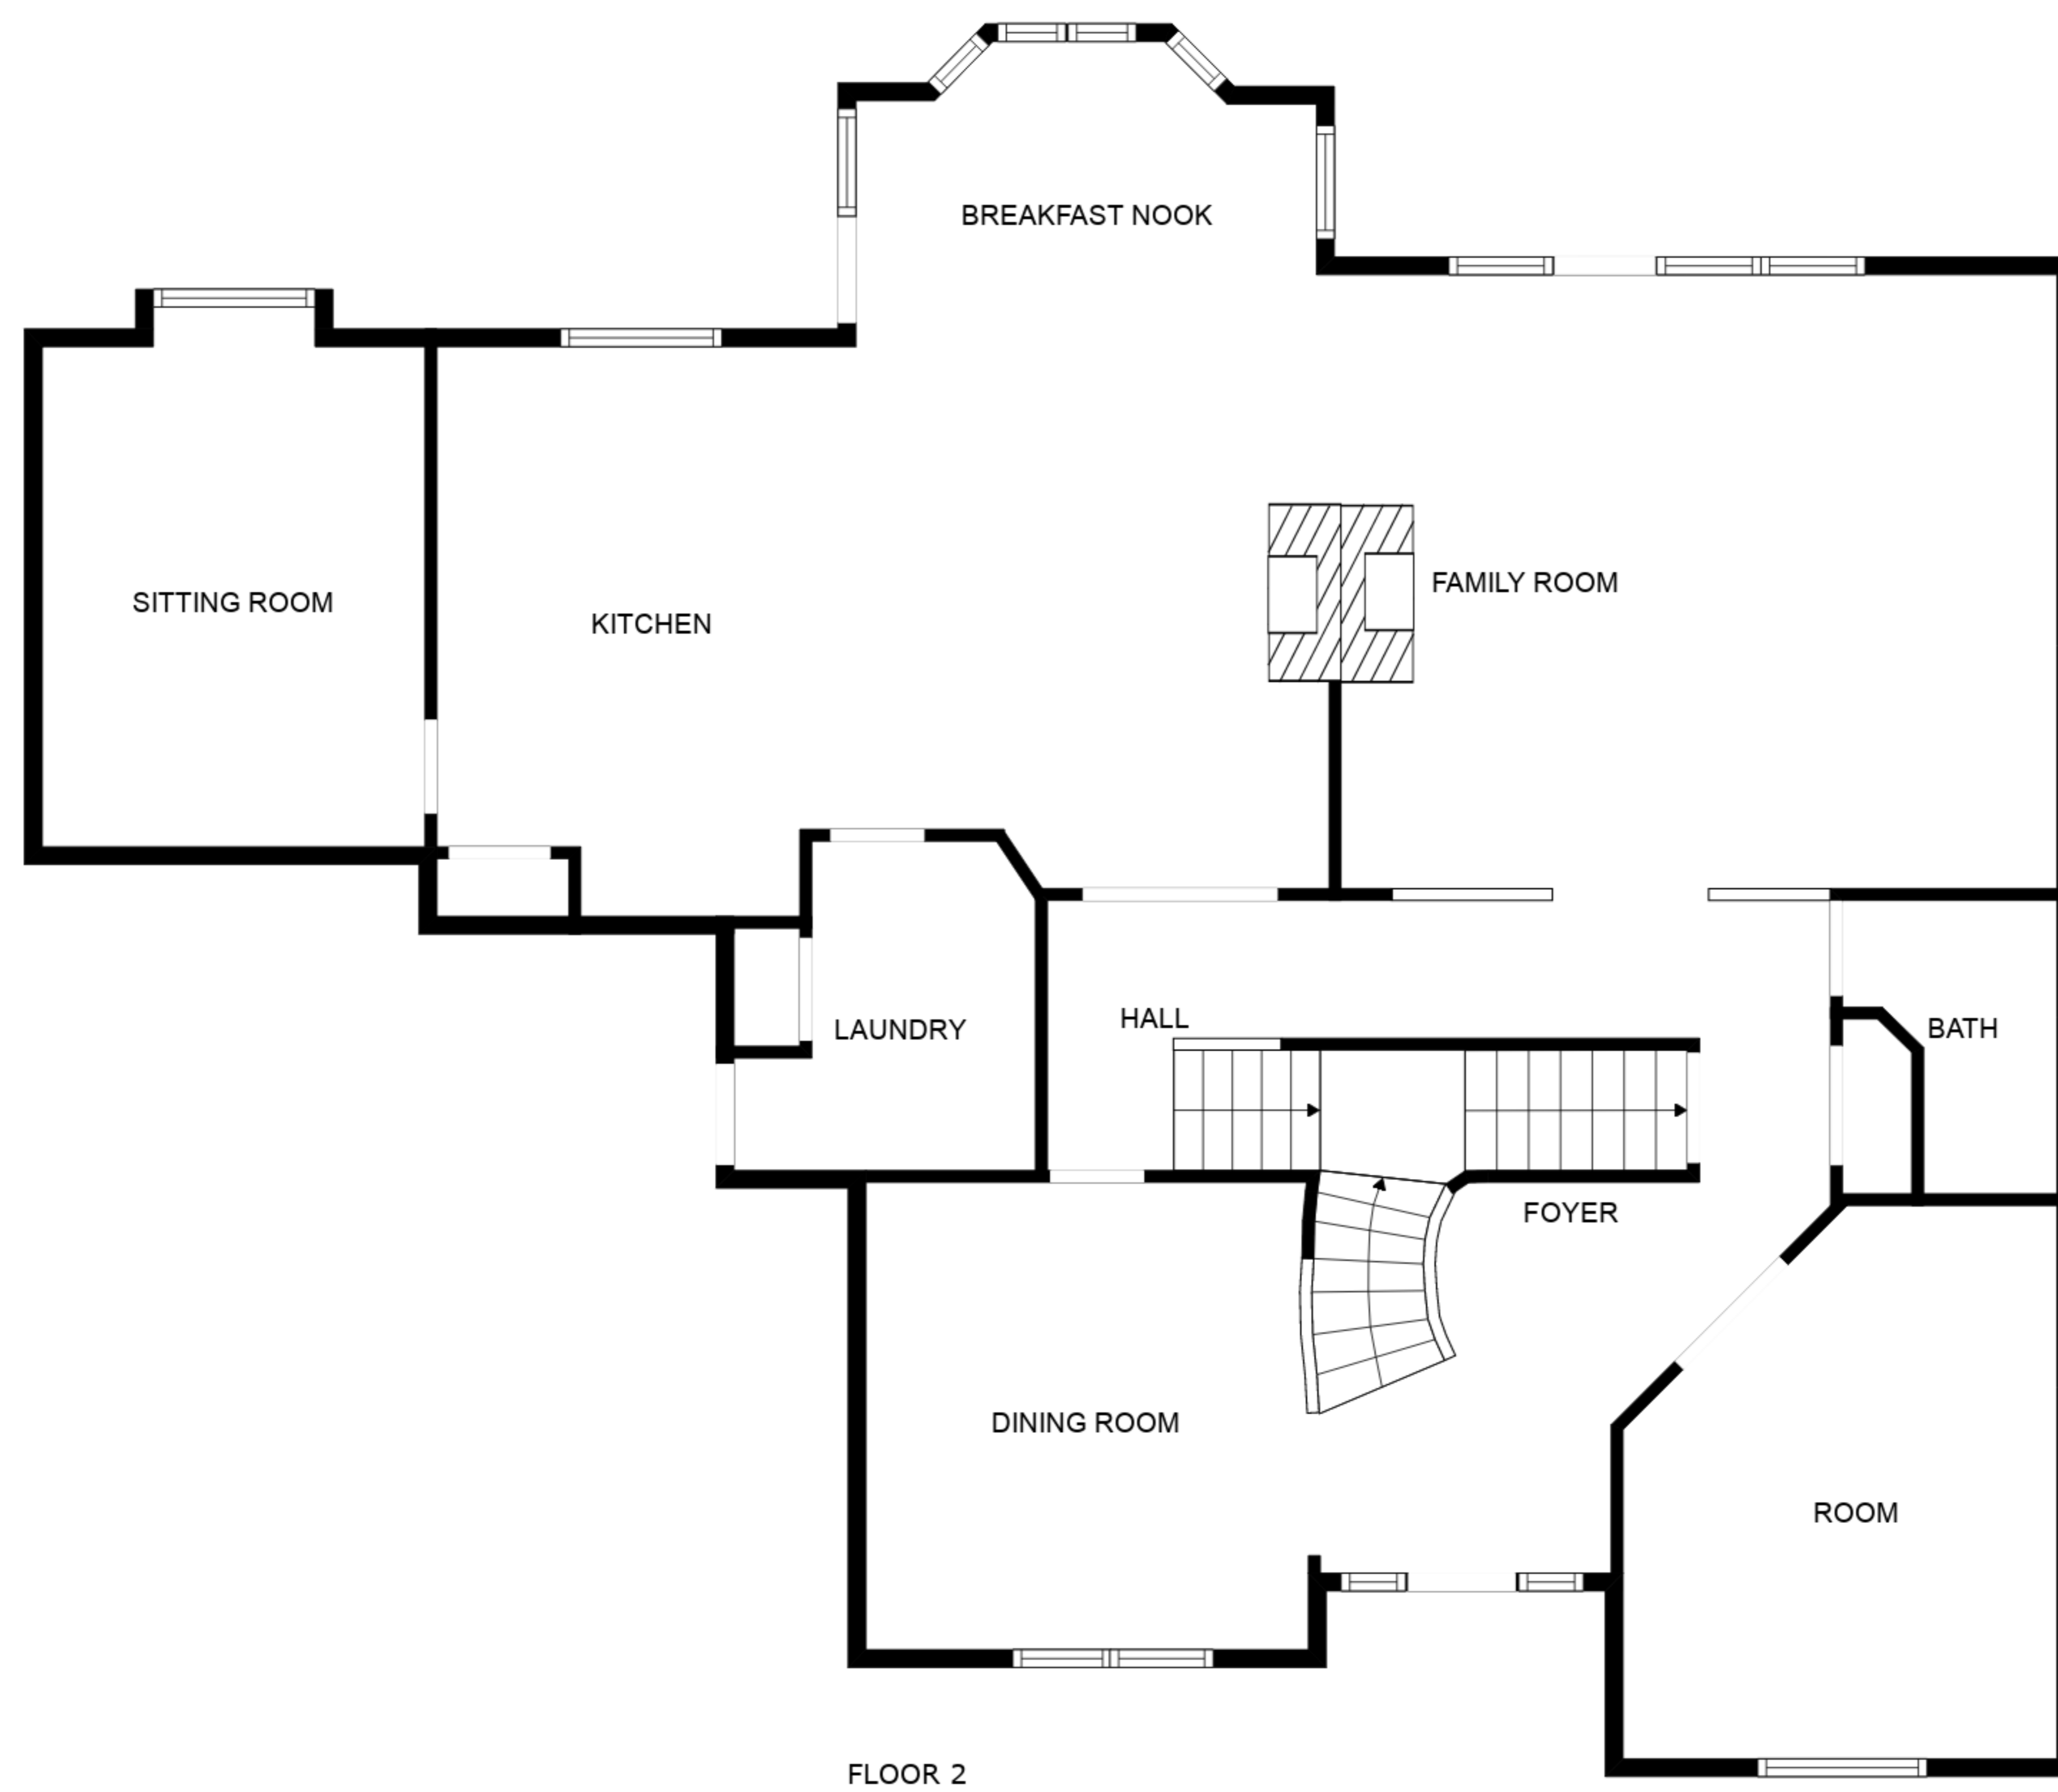 BREAKFAST NOOK
SITTING ROOM
KITCHEN
FAMILY ROOM
LAUNDRY
HALL
BATH
FOYER
DINING ROOM
ROOM
FLOOR 2